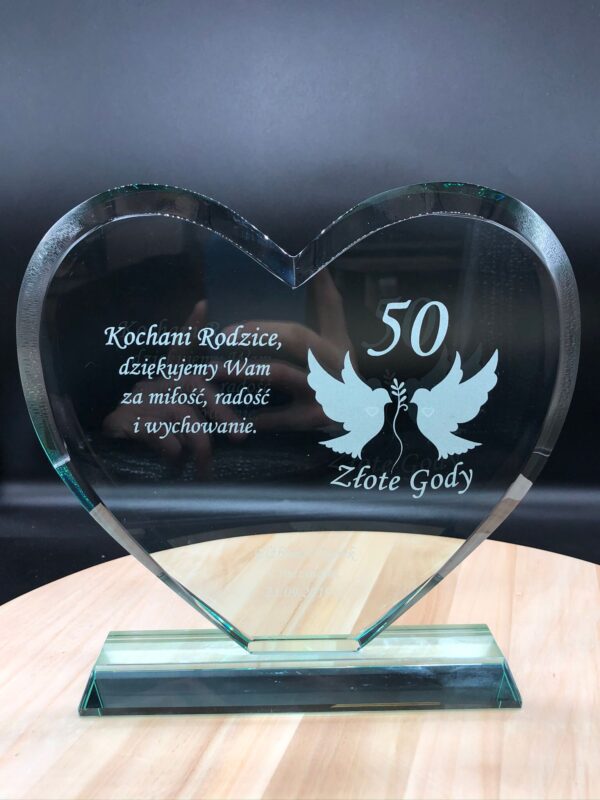 Kochani Rodzice,
dziękujemy Wam
za miłość, radość
i wychowanie.
50
Złote Gody